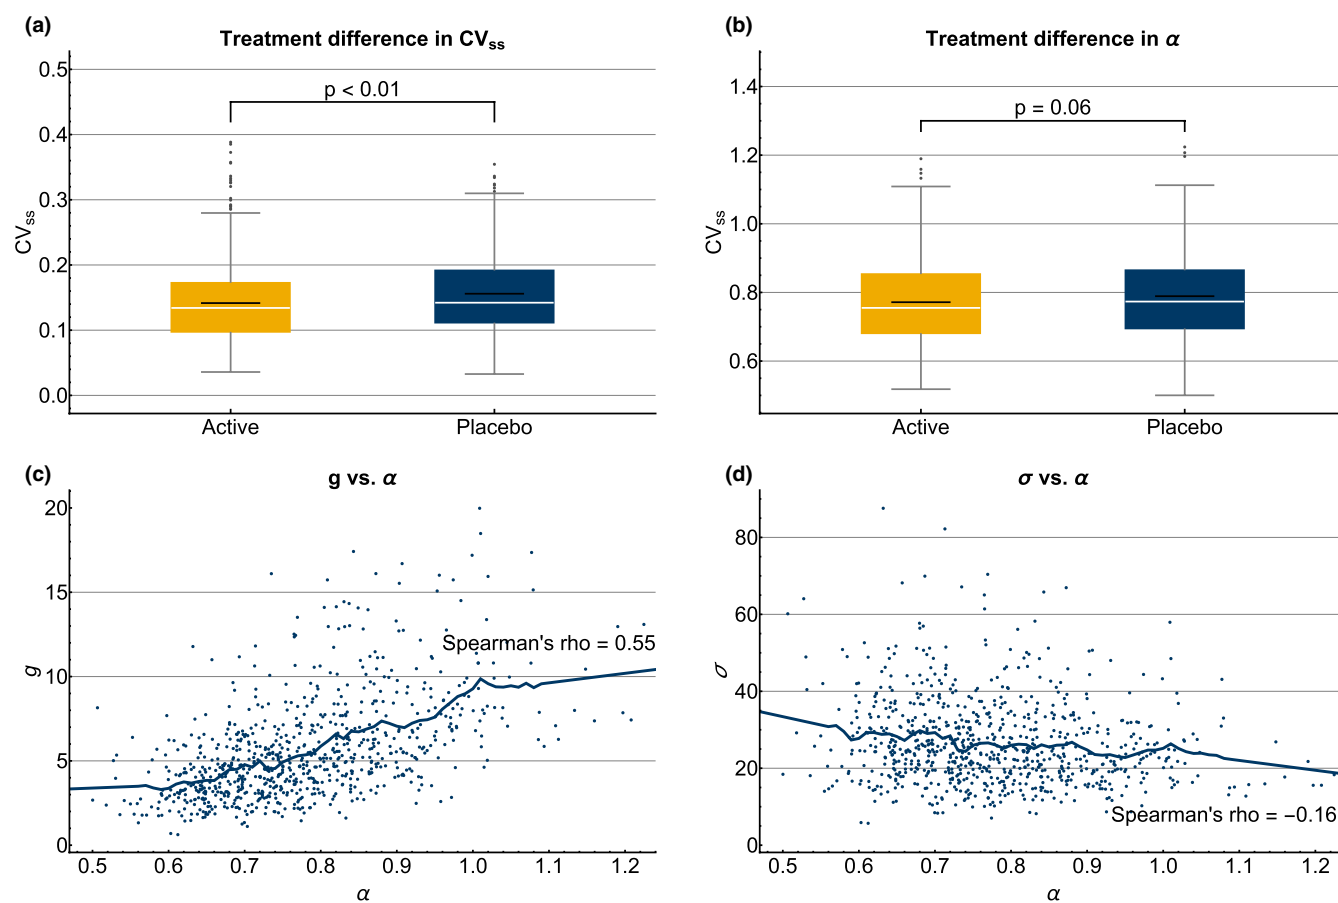 (a)
Treatment difference in CVss
0.5
p < 0.01
0.4
0.3
CVss
0.2
0.1
0.0
Active
Placebo
(b)
Treatment difference in α
1.4
p = 0.06
1.2
1.0
CVss
0.8
0.6
Active
Placebo
(c)
g vs. α
20
15
Spearman's rho = 0.55
g
10
5
0
0.5 0.6 0.7 0.8 0.9 1.0 1.1 1.2
α
(d)
σ vs. α
80
60
σ
40
20
Spearman's rho = −0.16
0
0.5 0.6 0.7 0.8 0.9 1.0 1.1 1.2
α